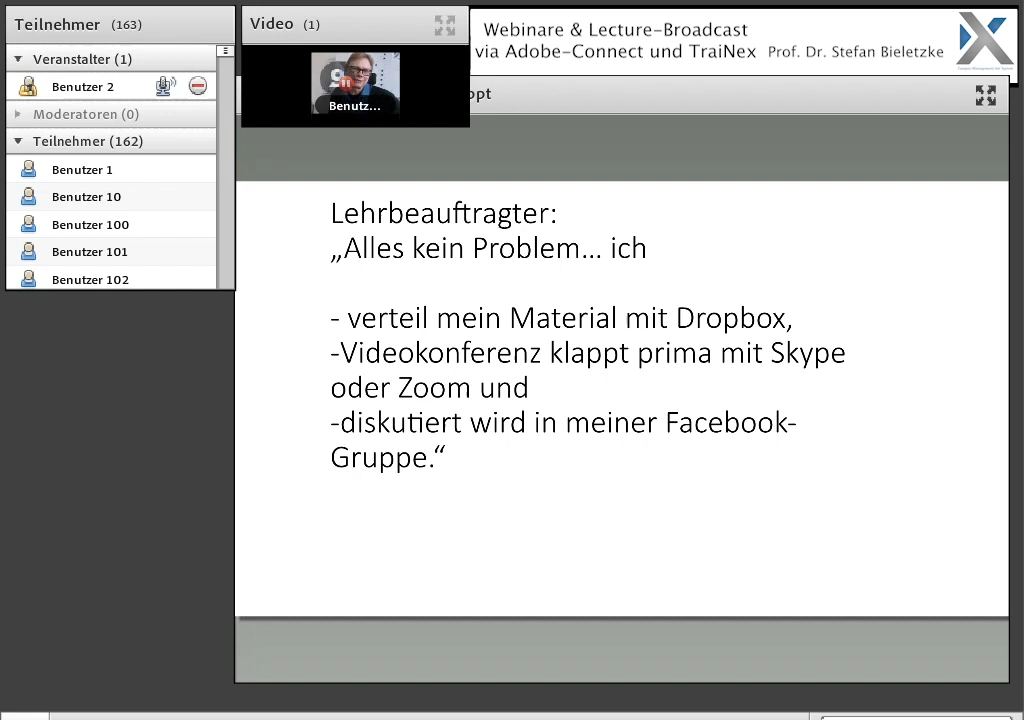 Teilnehmer (163)
Veranstalter (1)
Benutzer 2
Moderatoren (0)
Teilnehmer (162)
Benutzer 1
Benutzer 10
Benutzer 100
Benutzer 101
Benutzer 102
Video (1)
Benutz...
Webinare & Lecture-Broadcast
via Adobe-Connect und TraiNex Prof. Dr. Stefan Bieletzke
ppt
Lehrbeauftragter:
„Alles kein Problem... ich
- verteil mein Material mit Dropbox,
-Videokonferenz klappt prima mit Skype
oder Zoom und
-diskutiert wird in meiner Facebook-
Gruppe.“